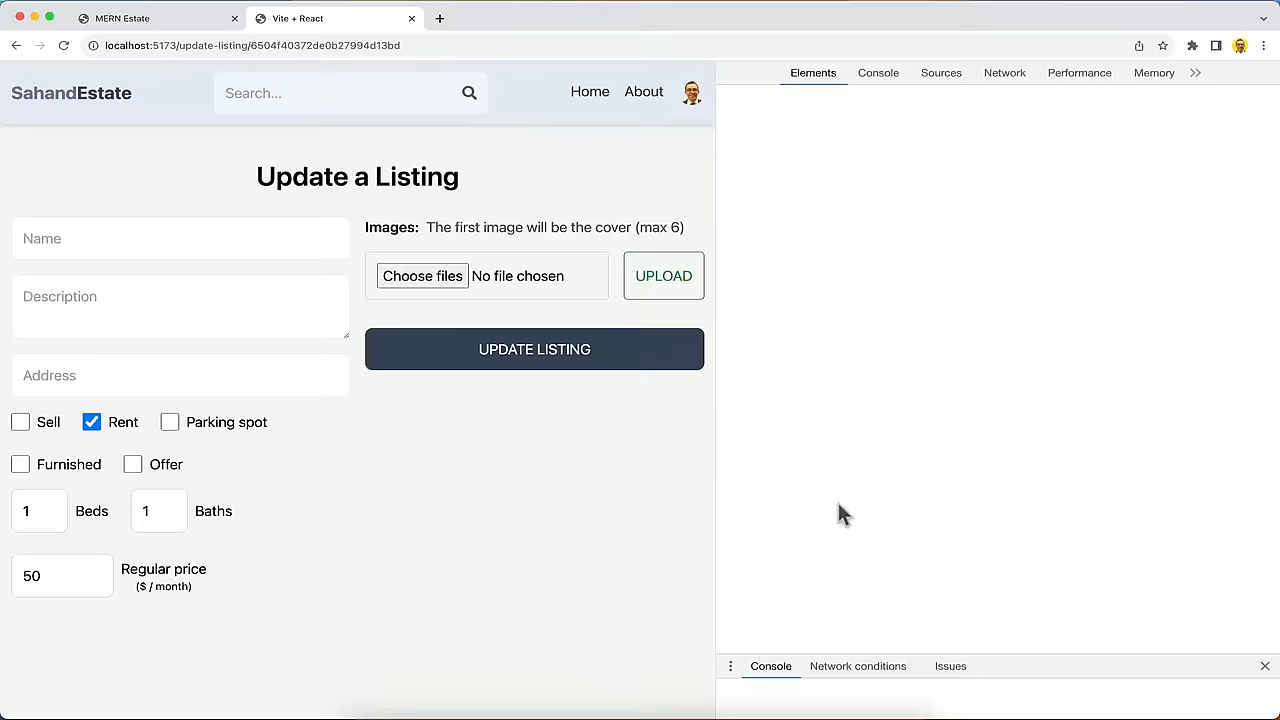 MERN Estate
Vite + React
localhost:5173/update-listing/6504f40372de0b27994d13bd
SahandEstate
Search...
Home
About
Elements
Console
Sources
Network
Performance
Memory
Update a Listing
Name
Description
Address
Sell
Rent
Parking spot
Furnished
Offer
1
Beds
1
Baths
50
Regular price
($ / month)
Images: The first image will be the cover (max 6)
Choose files No file chosen
UPLOAD
UPDATE LISTING
Console
Network conditions
Issues